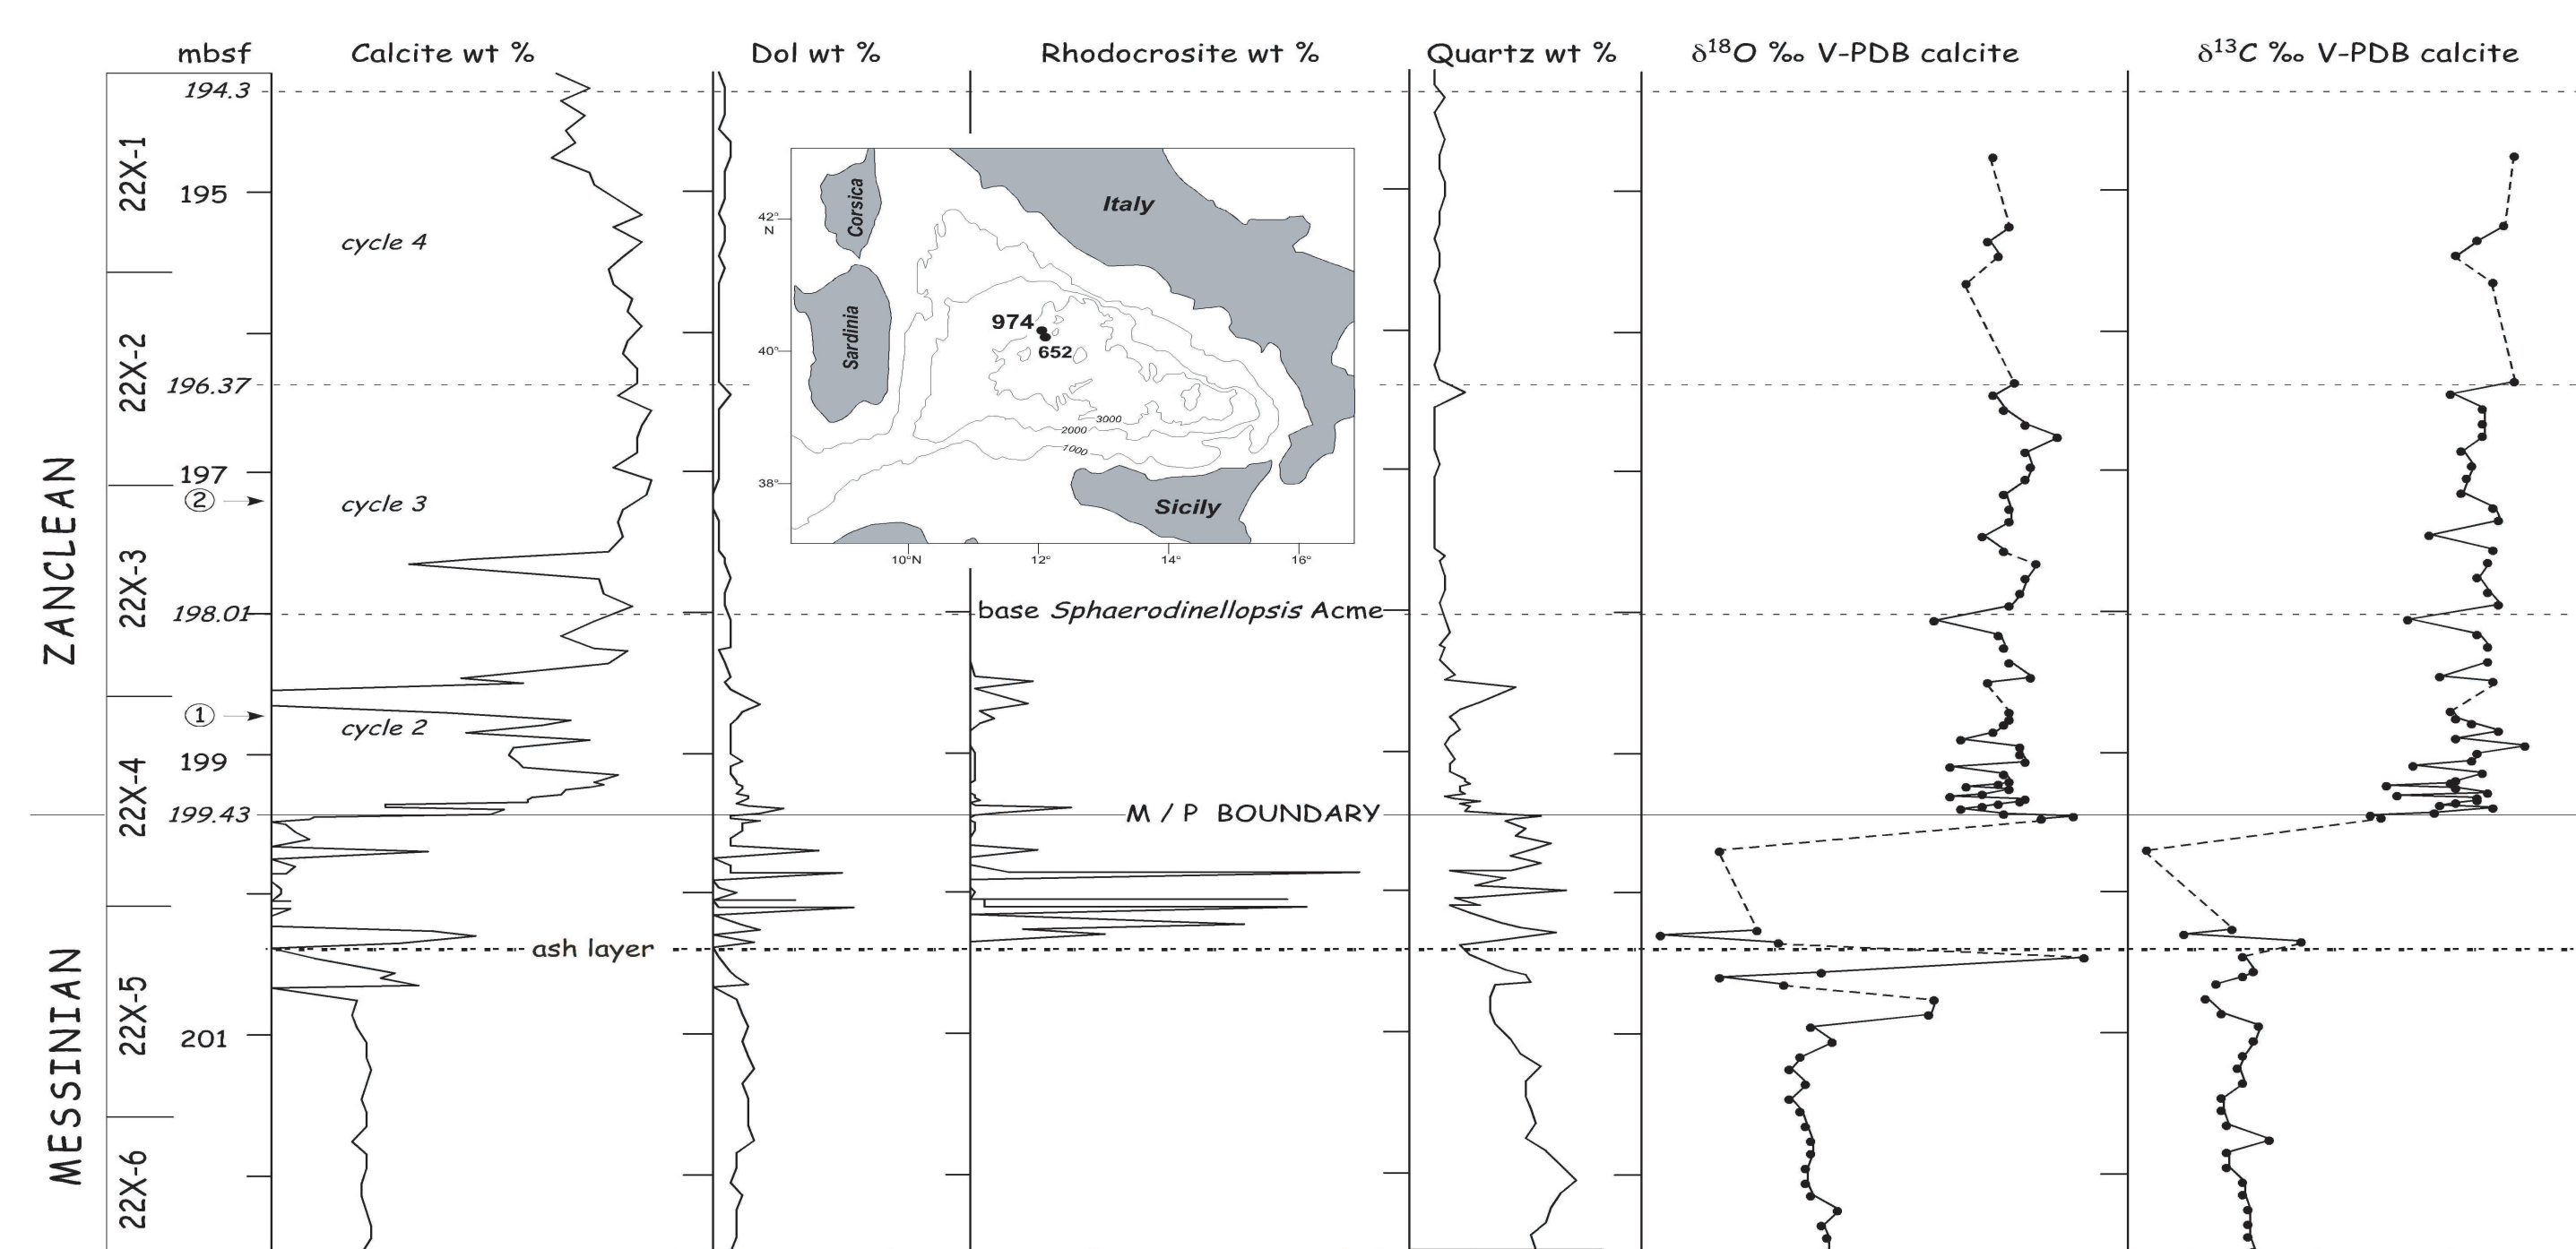 mbsf Calcite wt % Dol wt % Rhodocrosite wt % Quartz wt % δ18O ‰ V-PDB calcite δ13C ‰ V-PDB calcite
194.3
22X-1
195
cycle 4
22X-2
196.37
197
② cycle 3
22X-3
198.01
base Sphaerodinellopsis Acme
① cycle 2
199
22X-4
199.43
M / P BOUNDARY
ash layer
22X-5
201
22X-6
ZANCLEAN
MESSINIAN
Corsica
Italy
42°
N
Sardinia
974
40°
652
3000
2000
1000
38°
Sicily
10°N 12° 14° 16°